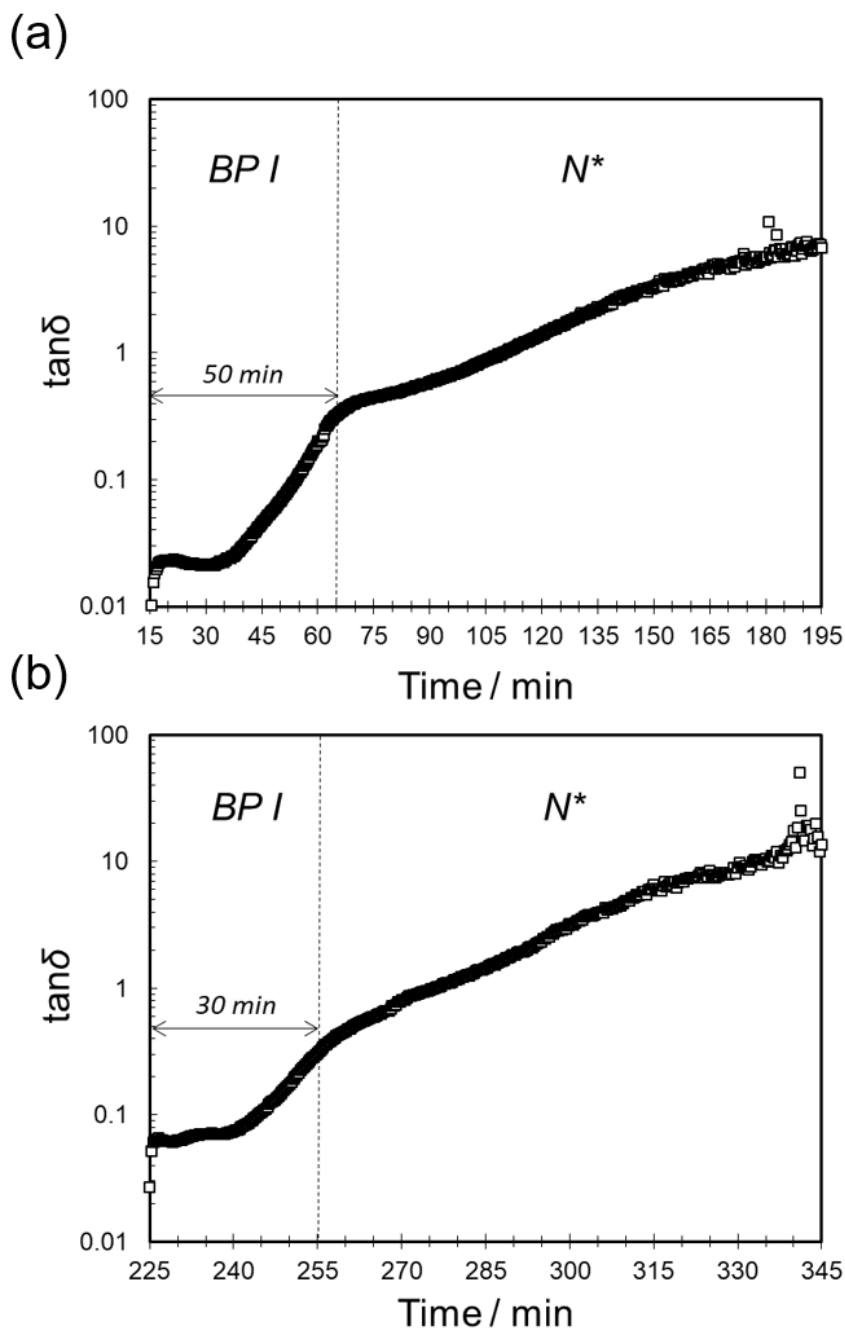 (a)
100
10
1
0.1
0.01
tanδ
BP I
N*
50 min
15 30 45 60 75 90 105 120 135 150 165 180 195
Time / min
(b)
100
10
1
0.1
0.01
tanδ
BP I
N*
30 min
225 240 255 270 285 300 315 330 345
Time / min